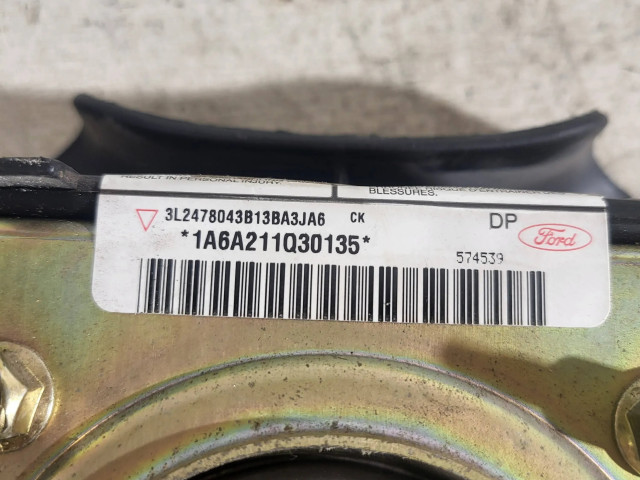 RESULT IN PERSONAL INJURY.
BLESSURES.
3L2478043B13BA3JA6 CK
DP Ford
*1A6A211Q30135*
574539